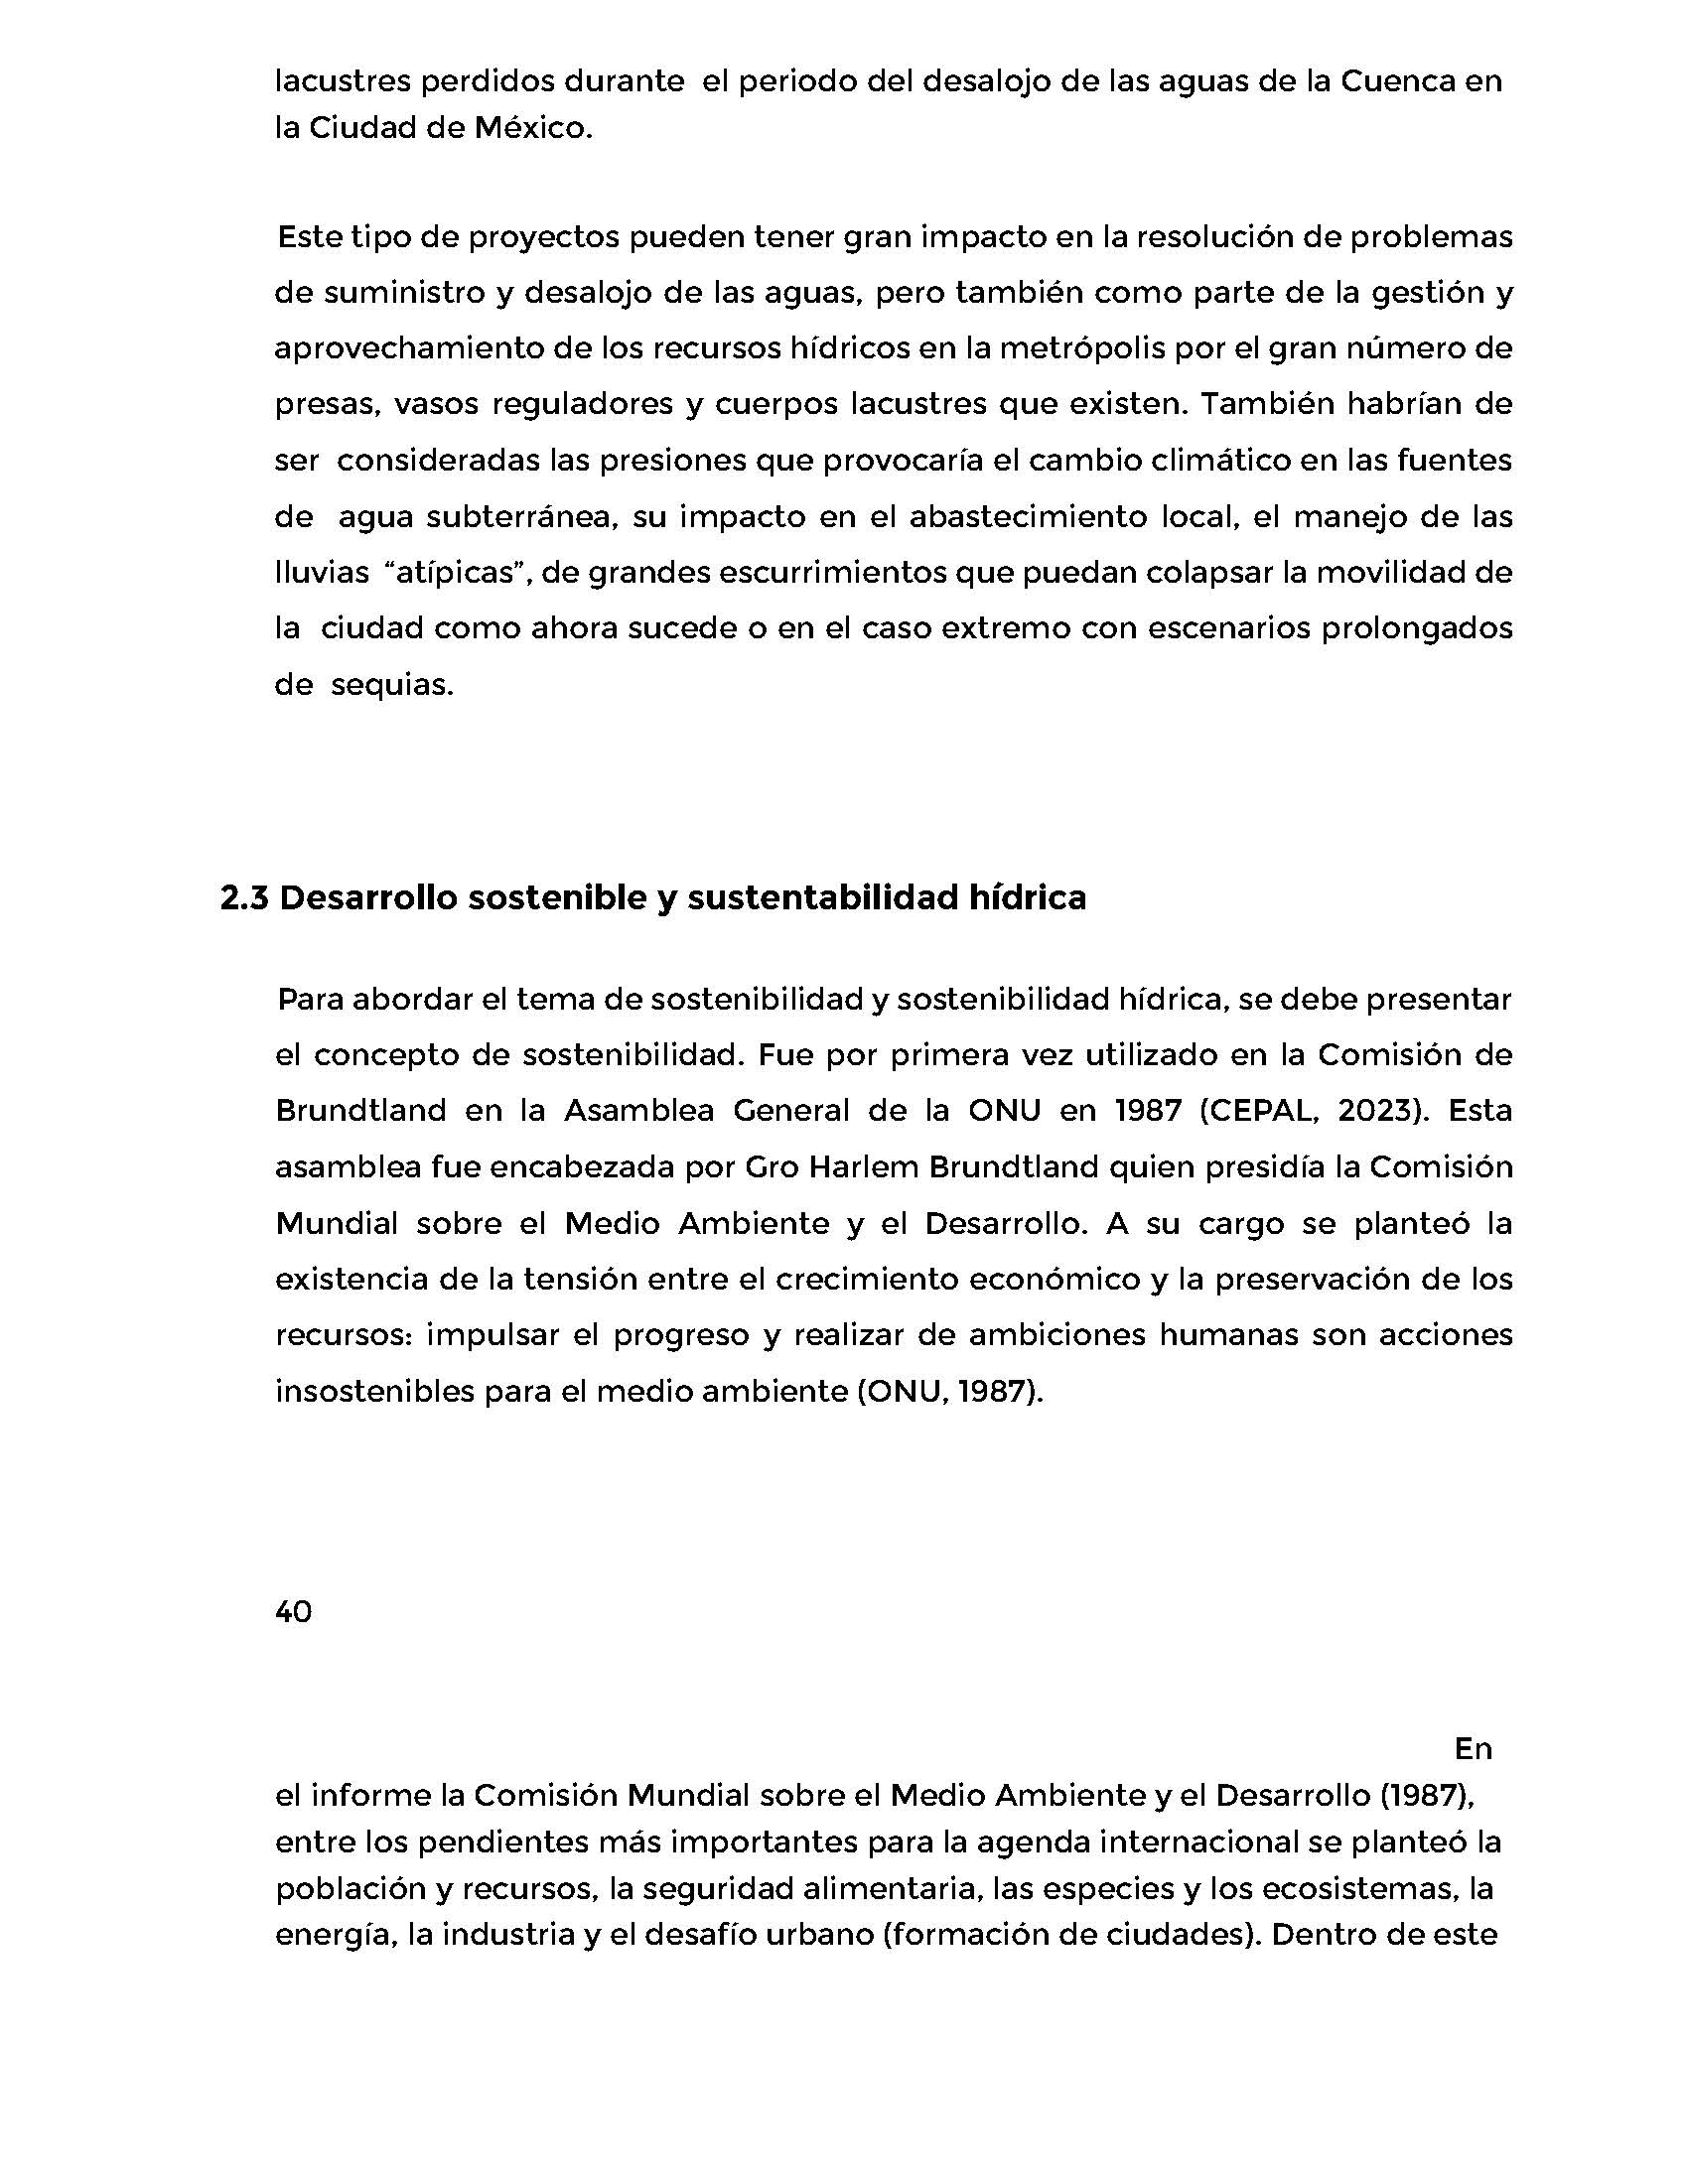 lacustres perdidos durante el periodo del desalojo de las aguas de la Cuenca en
la Ciudad de México.
Este tipo de proyectos pueden tener gran impacto en la resolución de problemas
de suministro y desalojo de las aguas, pero también como parte de la gestión y
aprovechamiento de los recursos hídricos en la metrópolis por el gran número de
presas, vasos reguladores y cuerpos lacustres que existen. También habrían de
ser consideradas las presiones que provocaría el cambio climático en las fuentes
de agua subterránea, su impacto en el abastecimiento local, el manejo de las
lluvias “atípicas”, de grandes escurrimientos que puedan colapsar la movilidad de
la ciudad como ahora sucede o en el caso extremo con escenarios prolongados
de sequias.
2.3 Desarrollo sostenible y sustentabilidad hídrica
Para abordar el tema de sostenibilidad y sostenibilidad hídrica, se debe presentar
el concepto de sostenibilidad. Fue por primera vez utilizado en la Comisión de
Brundtland en la Asamblea General de la ONU en 1987 (CEPAL, 2023). Esta
asamblea fue encabezada por Gro Harlem Brundtland quien presidía la Comisión
Mundial sobre el Medio Ambiente y el Desarrollo. A su cargo se planteó la
existencia de la tensión entre el crecimiento económico y la preservación de los
recursos: impulsar el progreso y realizar de ambiciones humanas son acciones
insostenibles para el medio ambiente (ONU, 1987).
40
En
el informe la Comisión Mundial sobre el Medio Ambiente y el Desarrollo (1987),
entre los pendientes más importantes para la agenda internacional se planteó la
población y recursos, la seguridad alimentaria, las especies y los ecosistemas, la
energía, la industria y el desafío urbano (formación de ciudades). Dentro de este